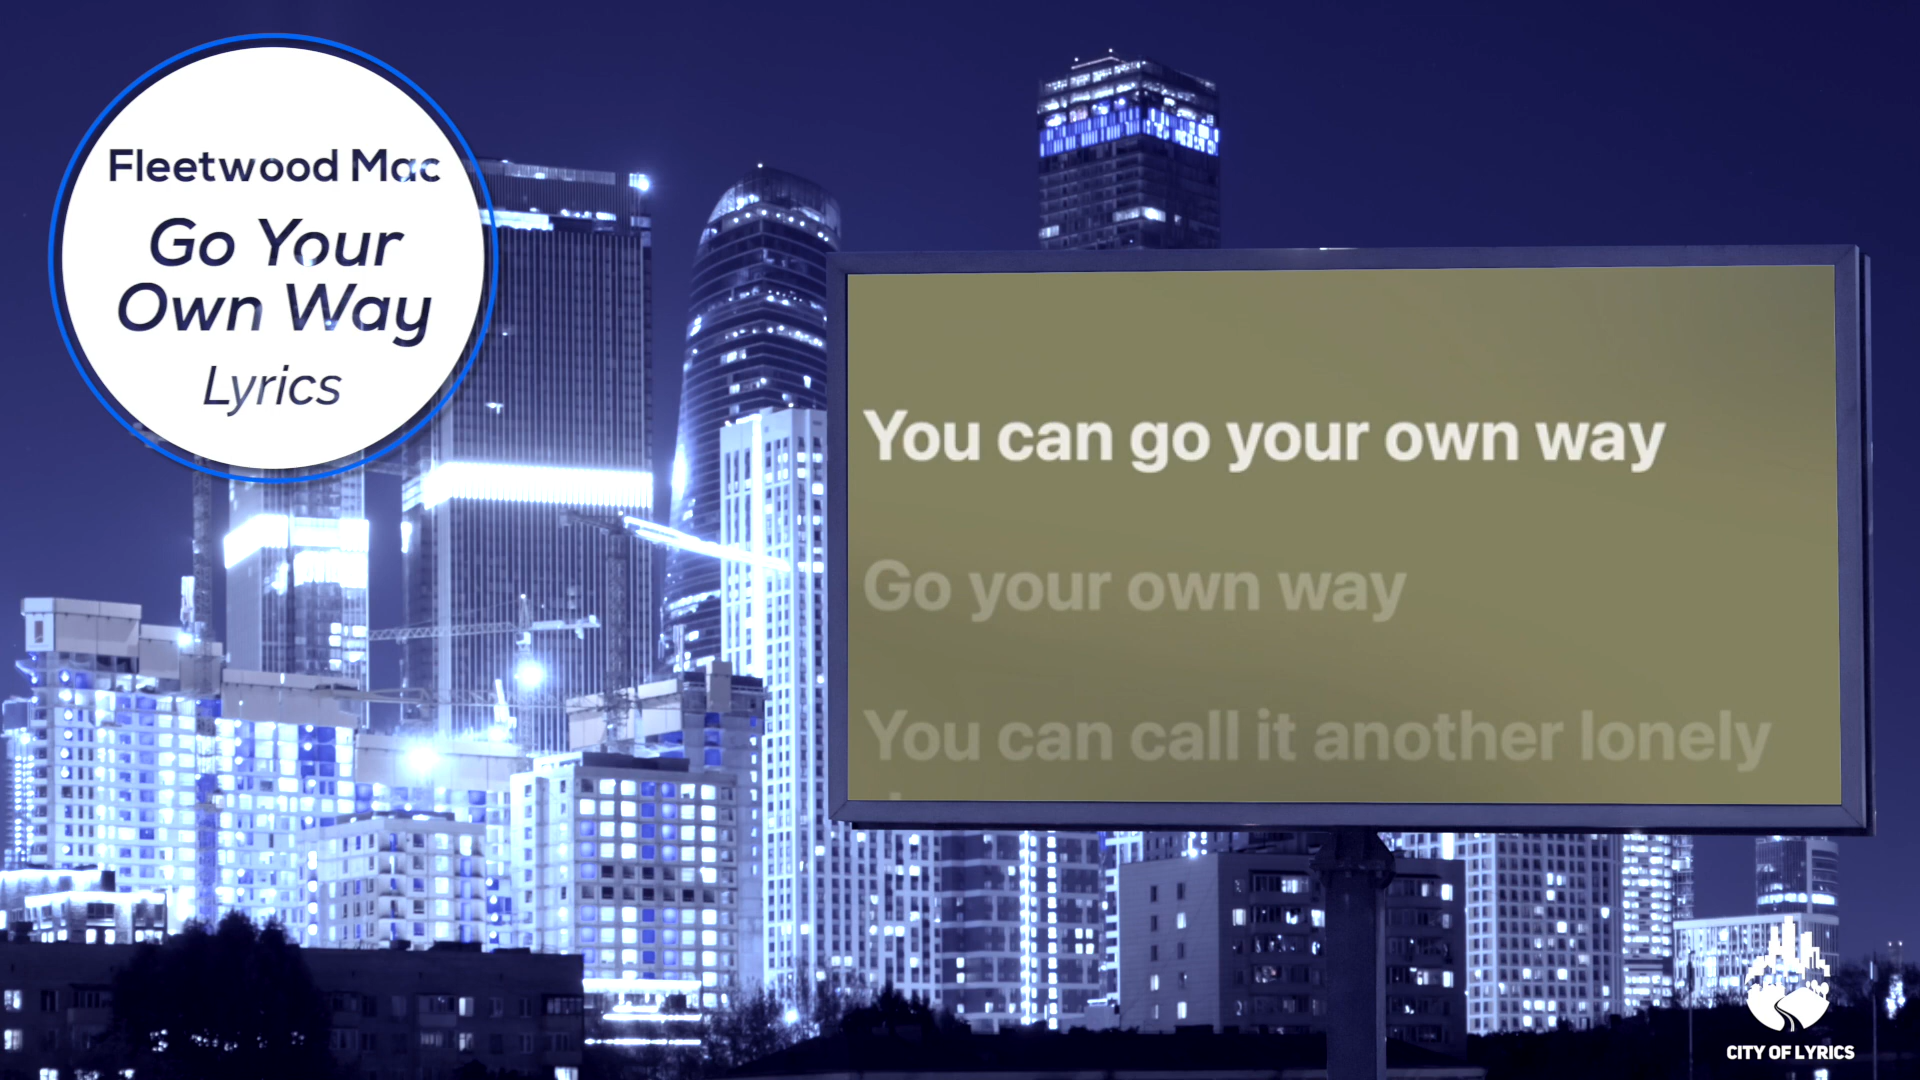 Fleetwood Mac
Go Your
Own Way
Lyrics
You can go your own way
Go your own way
You can call it another lonely
CITY OF LYRICS